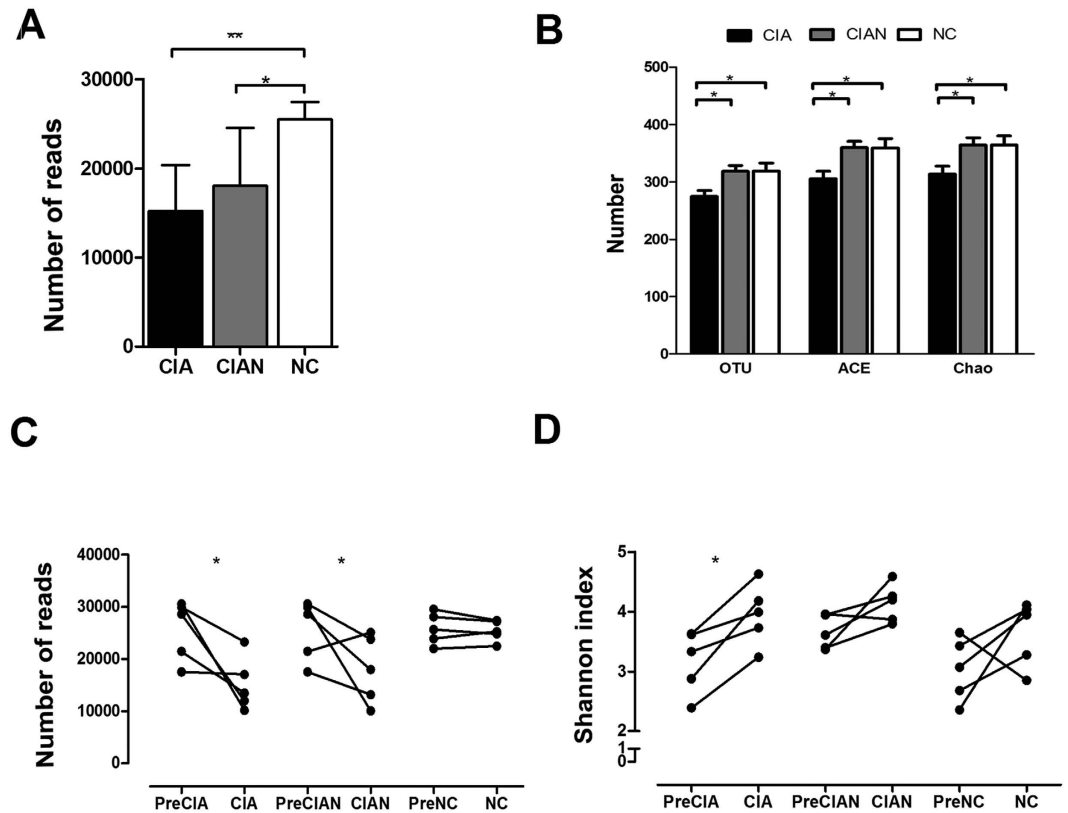 A
**
*
30000
20000
10000
0
Number of reads
CIA CIAN NC
B
CIA CIAN NC
500
400
300
200
100
0
Number
* * * * * *
OTU ACE Chao
C
40000
30000
20000
10000
0
Number of reads
* *
PreCIA CIA PreCIAN CIAN PreNC NC
D
5
4
3
2
1
0
Shannon index
*
PreCIA CIA PreCIAN CIAN PreNC NC